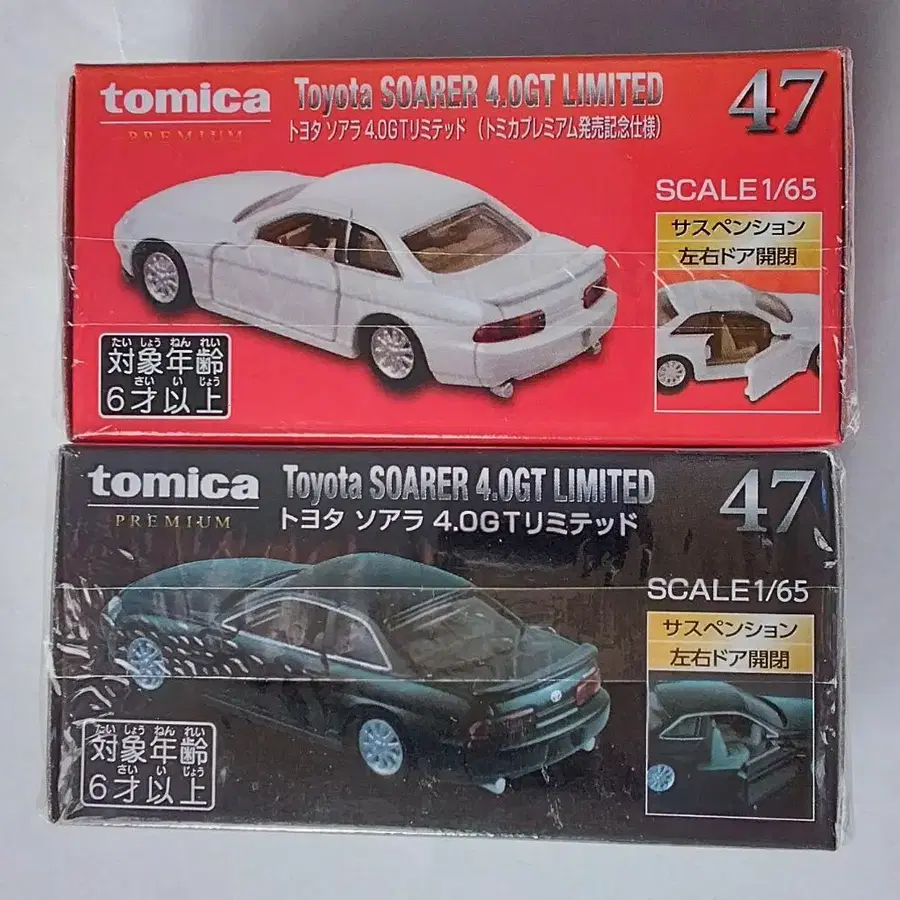 tomica
PREMIUM
Toyota SOARER 4.0GT LIMITED
トヨタ ソアラ 4.0GTリミテッド (トミカプレミアム発売記念仕様)
47
SCALE1/65
サスペンション
左右ドア開閉
たいしょうねんれい
対象年齢
さいいじょう
6才以上
tomica
PREMIUM
Toyota SOARER 4.0GT LIMITED
トヨタ ソアラ 4.0GTリミテッド
47
SCALE1/65
サスペンション
左右ドア開閉
たいしょうねんれい
対象年齢
さいいじょう
6才以上